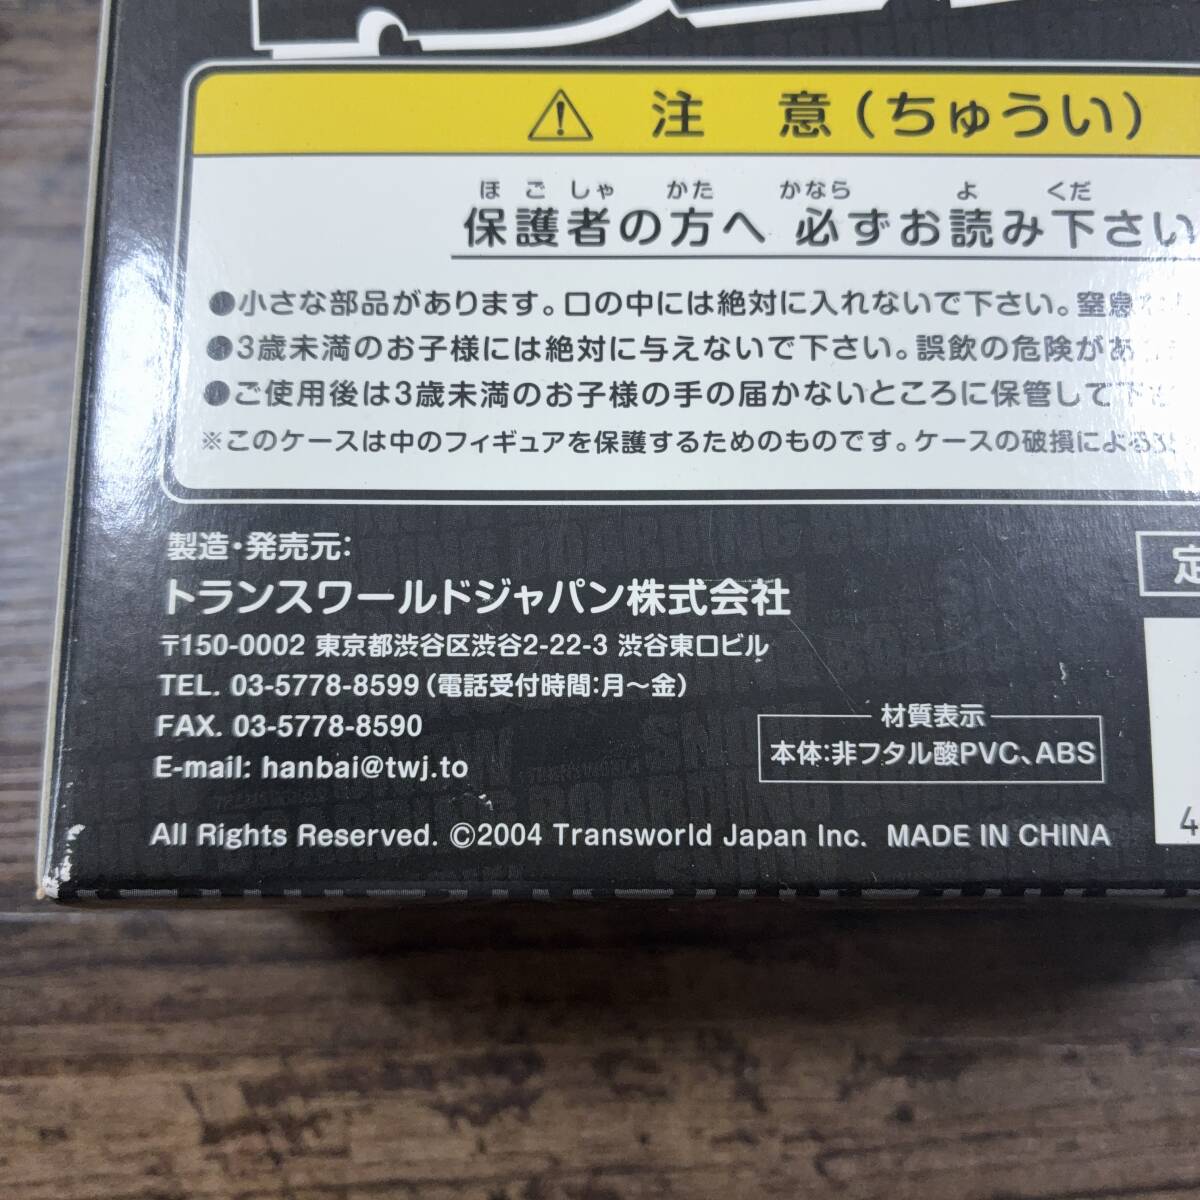 注 意(ちゅうい)
ほごしゃ かた かなら よ くだ
保護者の方へ 必ずお読み下さい
●小さな部品があります。口の中には絶対に入れないで下さい。窒息
●3歳未満のお子様には絶対に与えないで下さい。誤飲の危険があ
●ご使用後は3歳未満のお子様の手の届かないところに保管して下さ
※このケースは中のフィギュアを保護するためのものです。ケースの破損による
製造・発売元:
トランスワールドジャパン株式会社
〒150-0002 東京都渋谷区渋谷2-22-3 渋谷東口ビル
TEL. 03-5778-8599(電話受付時間:月〜金)
FAX. 03-5778-8590
E-mail: hanbai@twj.to
材質表示
本体:非フタル酸PVC、ABS
All Rights Reserved. ©2004 Transworld Japan Inc. MADE IN CHINA
定
4